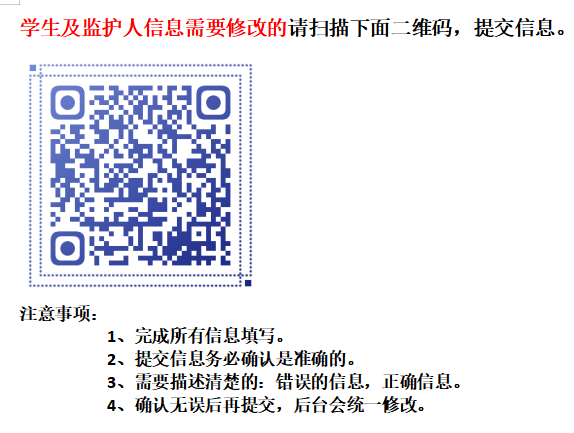 学生及监护人信息需要修改的请扫描下面二维码，提交信息。
注意事项：
1、完成所有信息填写。
2、提交信息务必确认是准确的。
3、需要描述清楚的：错误的信息，正确信息。
4、确认无误后再提交，后台会统一修改。